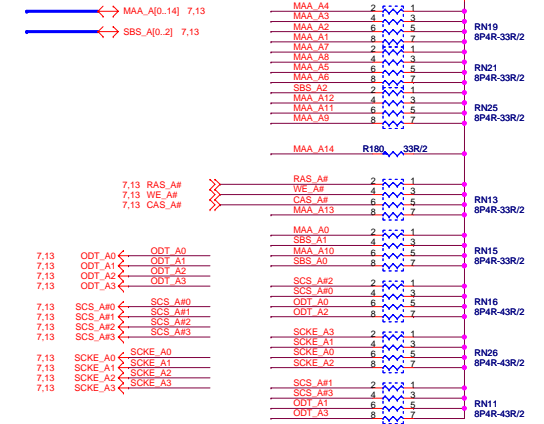 MAA_A[0..14] 7,13
SBS_A[0..2] 7,13
MAA_A4 2 1
MAA_A3 4 3
MAA_A2 6 5
MAA_A1 8 7
RN19
8P4R-33R/2
MAA_A7 2 1
MAA_A8 4 3
MAA_A5 6 5
MAA_A6 8 7
RN21
8P4R-33R/2
SBS_A2 2 1
MAA_A12 4 3
MAA_A11 6 5
MAA_A9 8 7
RN25
8P4R-33R/2
MAA_A14 R180 33R/2
7,13 RAS_A#
7,13 WE_A#
7,13 CAS_A#
RAS_A# 2 1
WE_A# 4 3
CAS_A# 6 5
MAA_A13 8 7
RN13
8P4R-33R/2
MAA_A0 2 1
SBS_A1 4 3
MAA_A10 6 5
SBS_A0 8 7
RN15
8P4R-33R/2
7,13 ODT_A0 ODT_A0
7,13 ODT_A1 ODT_A1
7,13 ODT_A2 ODT_A2
7,13 ODT_A3 ODT_A3
SCS_A#2 2 1
SCS_A#0 4 3
ODT_A0 6 5
ODT_A2 8 7
RN16
8P4R-43R/2
7,13 SCS_A#0 SCS_A#0
7,13 SCS_A#1 SCS_A#1
7,13 SCS_A#2 SCS_A#2
7,13 SCS_A#3 SCS_A#3
SCKE_A3 2 1
SCKE_A1 4 3
SCKE_A0 6 5
SCKE_A2 8 7
RN26
8P4R-43R/2
7,13 SCKE_A0 SCKE_A0
7,13 SCKE_A1 SCKE_A1
7,13 SCKE_A2 SCKE_A2
7,13 SCKE_A3 SCKE_A3
SCS_A#1 2 1
SCS_A#3 4 3
ODT_A1 6 5
ODT_A3 8 7
RN11
8P4R-43R/2